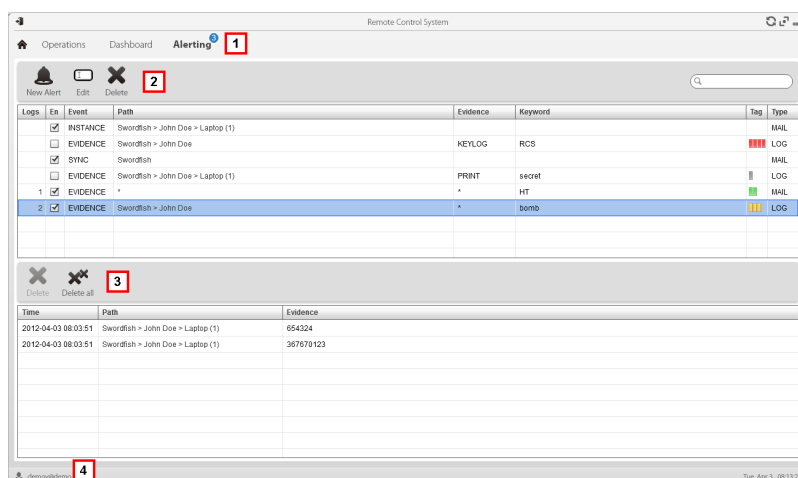 Remote Control System
Operations Dashboard Alerting 3 1
New Alert Edit Delete 2
Logs En Event Path Evidence Keyword Tag Type
INSTANCE Swordfish > John Doe > Laptop (1) MAIL
EVIDENCE Swordfish > John Doe KEYLOG RCS LOG
SYNC Swordfish MAIL
EVIDENCE Swordfish > John Doe > Laptop (1) PRINT secret LOG
1 EVIDENCE * * HT MAIL
2 EVIDENCE Swordfish > John Doe * bomb LOG
Delete Delete all 3
Time Path Evidence
2012-04-03 08:03:51 Swordfish > John Doe > Laptop (1) 654324
2012-04-03 08:03:51 Swordfish > John Doe > Laptop (1) 367670123
4
Tue, Apr 3,